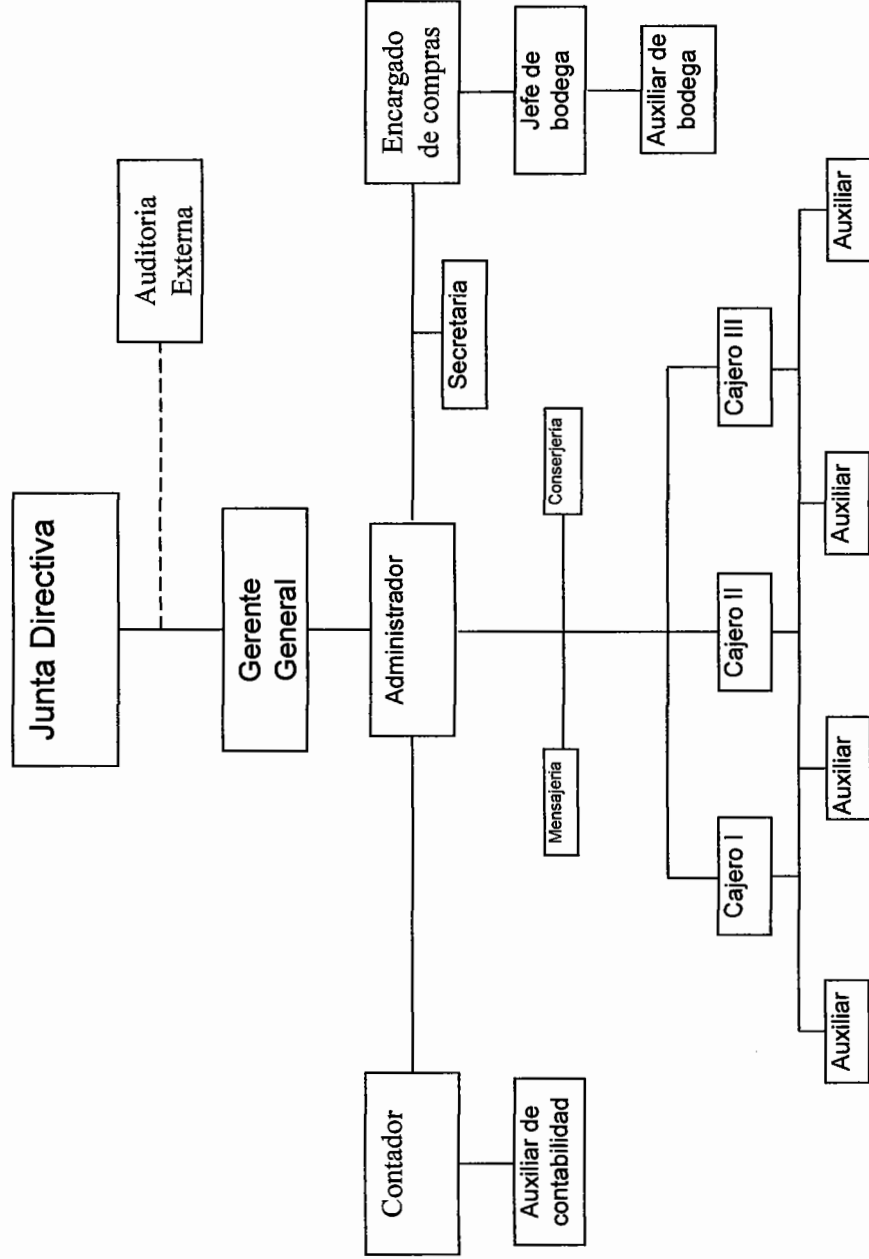 Junta Directiva
Auditoria
Externa
Gerente
General
Contador
Administrador
Encargado
de compras
Secretaria
Auxiliar de
contabilidad
Jefe de
bodega
Mensajería
Conserjería
Auxiliar de
bodega
Cajero I
Cajero II
Cajero III
Auxiliar
Auxiliar
Auxiliar
Auxiliar